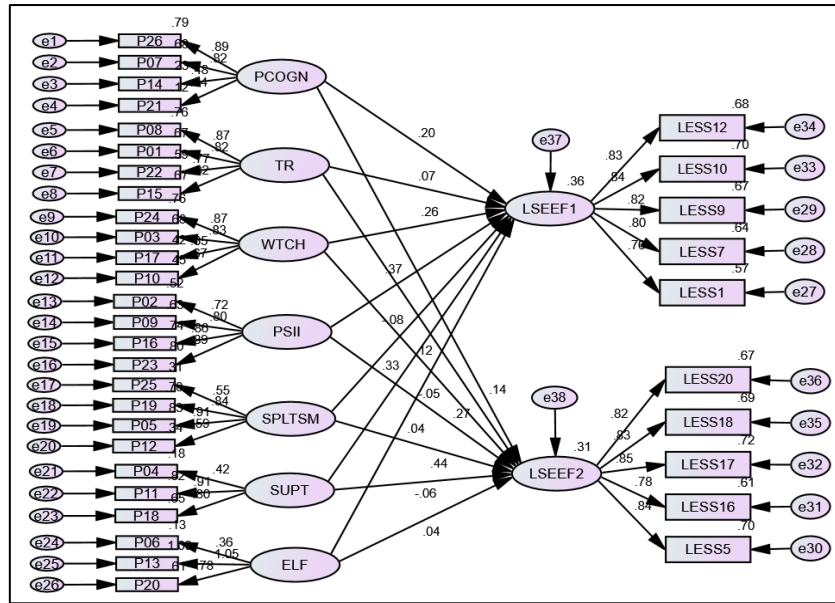 .79
e1 P26 .89
e2 P07 .82
e3 P14
e4 P21
PCOGN
.76
e5 P08 .87
e6 P01 .82
e7 P22
e8 P15
TR
e9 P24 .87
e10 P03 .83
e11 P17
e12 P10
WTCH
.52
e13 P02 .72
e14 P09 .80
e15 P16
e16 P23
PSII
e17 P25 .55
e18 P19 .84
e19 P05 .91
e20 P12 .59
SPLTSM
.18
e21 P04 .42
e22 P11 .91
e23 P18 .80
SUPT
.13
e24 P06 .36
e25 P13 1.05
e26 P20 .78
ELF
.20
.07
.26
.37
-.08
.33
.12
.14
-.05
.27
.04
.44
-.06
.04
e37
.36
LSEEF1
.68
.83 LESS12 e34
.70
.84 LESS10 e33
.67
.82 LESS9 e29
.64
.80 LESS7 e28
.57
LESS1 e27
e38
.31
LSEEF2
.67
.82 LESS20 e36
.69
.83 LESS18 e35
.72
.85 LESS17 e32
.61
.78 LESS16 e31
.70
.84 LESS5 e30